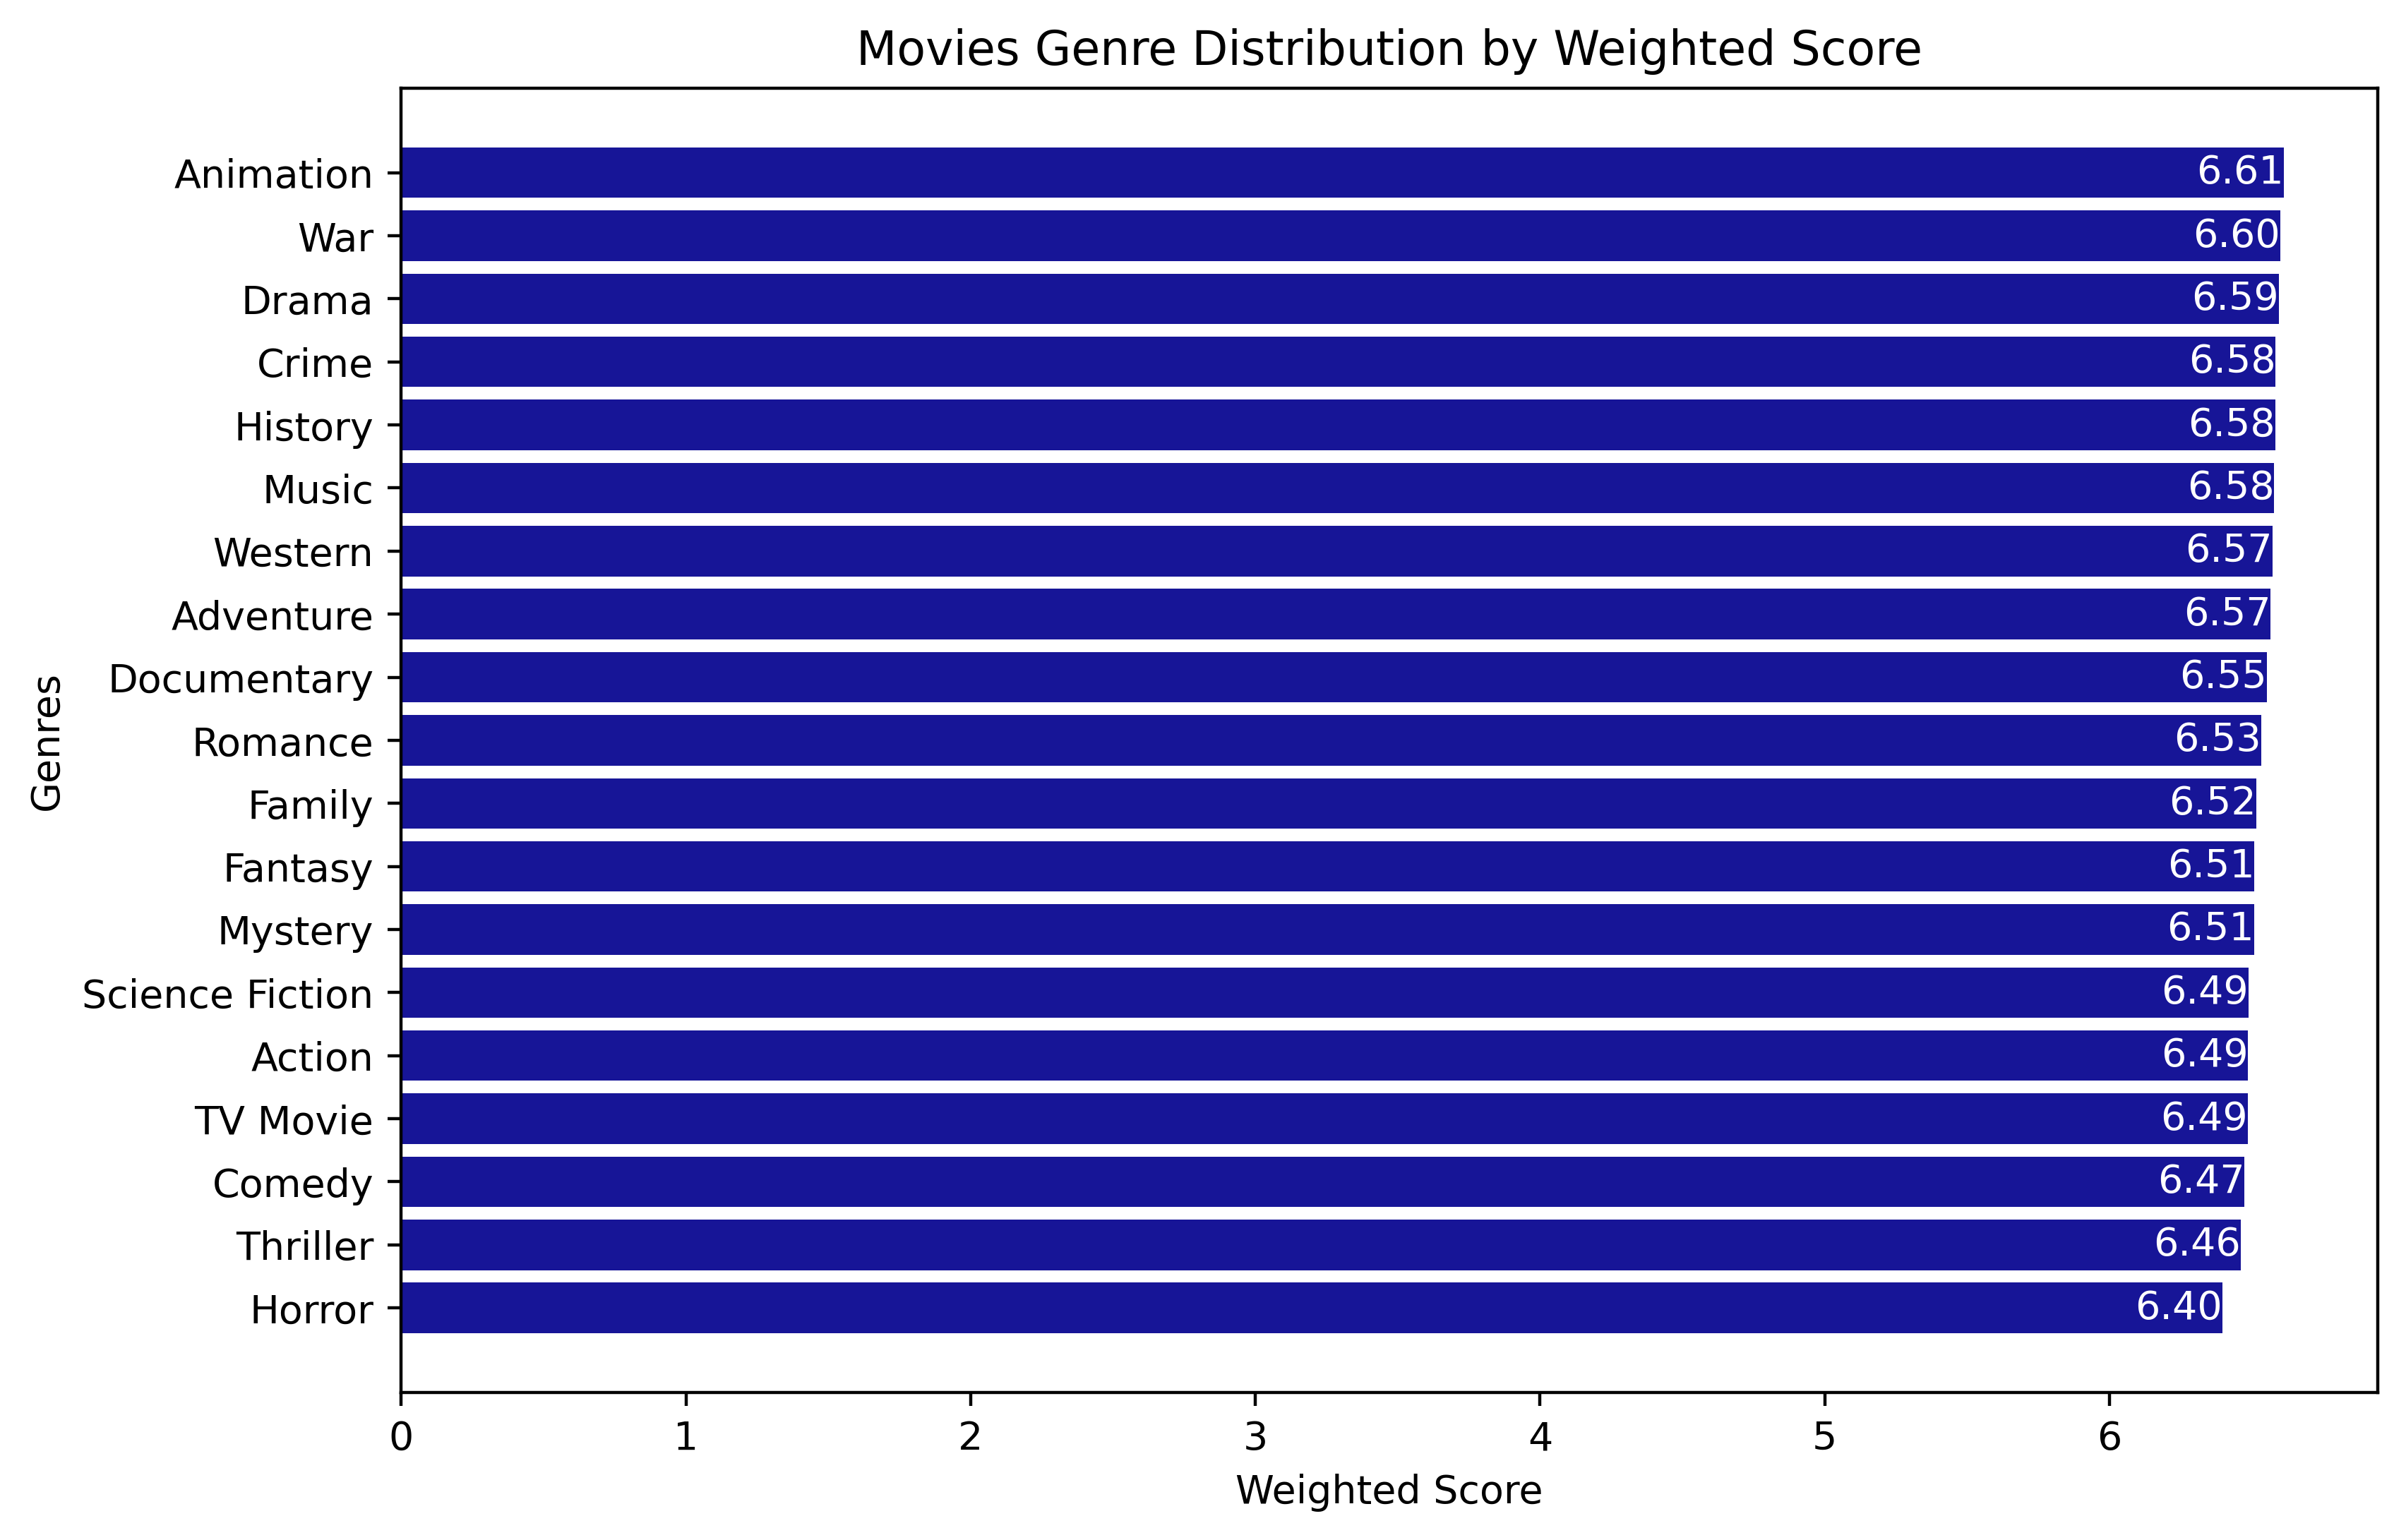 Movies Genre Distribution by Weighted Score
Genres
Animation 6.61
War 6.60
Drama 6.59
Crime 6.58
History 6.58
Music 6.58
Western 6.57
Adventure 6.57
Documentary 6.55
Romance 6.53
Family 6.52
Fantasy 6.51
Mystery 6.51
Science Fiction 6.49
Action 6.49
TV Movie 6.49
Comedy 6.47
Thriller 6.46
Horror 6.40
0 1 2 3 4 5 6
Weighted Score